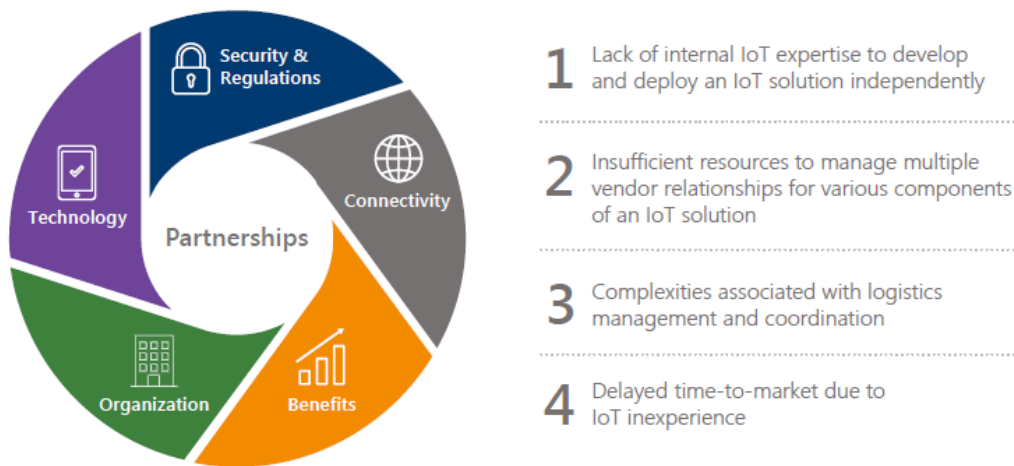 Security &
Regulations
Connectivity
Benefits
Organization
Technology
Partnerships
1
Lack of internal IoT expertise to develop
and deploy an IoT solution independently
2
Insufficient resources to manage multiple
vendor relationships for various components
of an IoT solution
3
Complexities associated with logistics
management and coordination
4
Delayed time-to-market due to
IoT inexperience